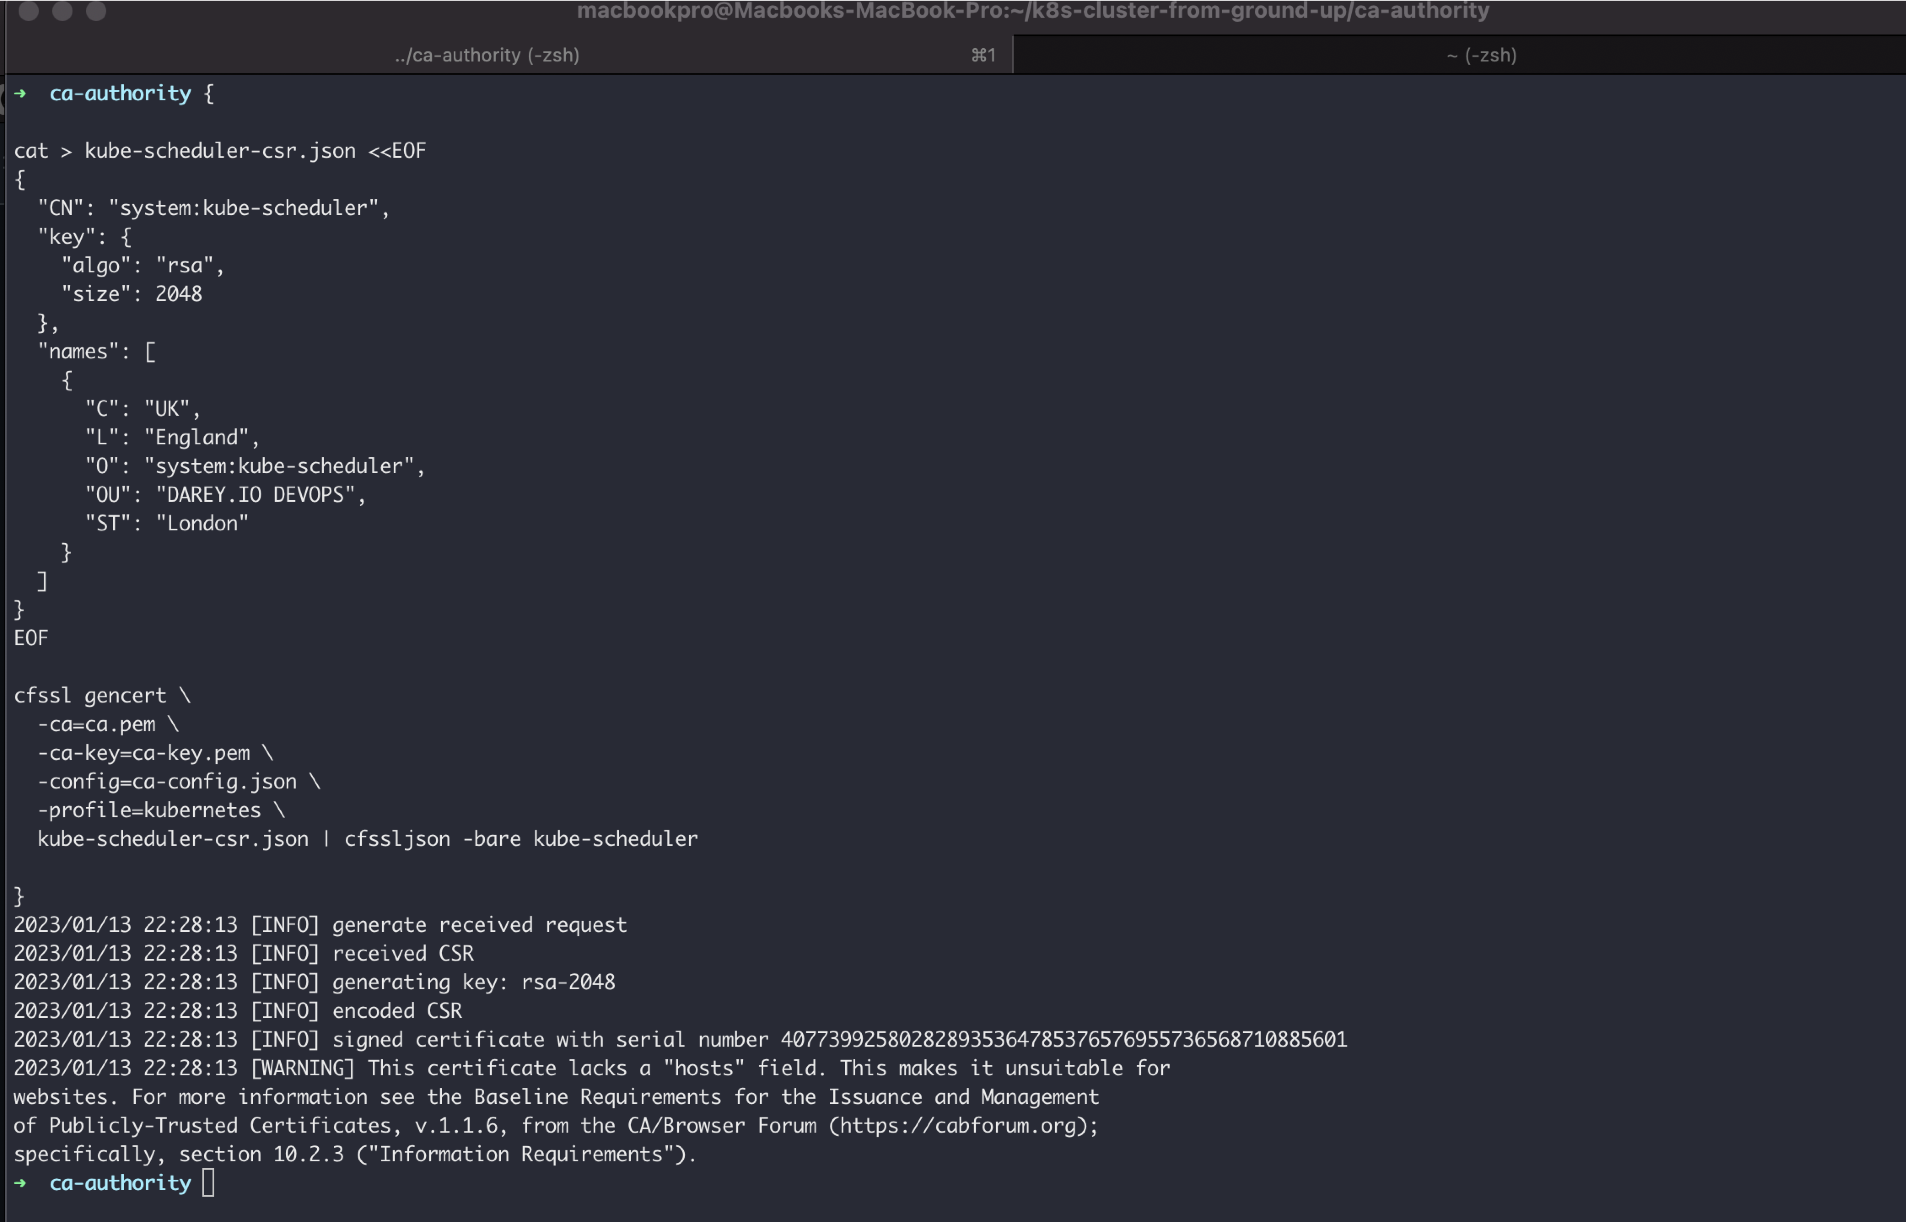 macbookpro@Macbooks-MacBook-Pro:~/k8s-cluster-from-ground-up/ca-authority
../ca-authority (-zsh) ⌘1 ~ (-zsh)
➜ ca-authority {

cat > kube-scheduler-csr.json <<EOF
{
  "CN": "system:kube-scheduler",
  "key": {
    "algo": "rsa",
    "size": 2048
  },
  "names": [
    {
      "C": "UK",
      "L": "England",
      "O": "system:kube-scheduler",
      "OU": "DAREY.IO DEVOPS",
      "ST": "London"
    }
  ]
}
EOF

cfssl gencert \
  -ca=ca.pem \
  -ca-key=ca-key.pem \
  -config=ca-config.json \
  -profile=kubernetes \
  kube-scheduler-csr.json | cfssljson -bare kube-scheduler

}
2023/01/13 22:28:13 [INFO] generate received request
2023/01/13 22:28:13 [INFO] received CSR
2023/01/13 22:28:13 [INFO] generating key: rsa-2048
2023/01/13 22:28:13 [INFO] encoded CSR
2023/01/13 22:28:13 [INFO] signed certificate with serial number 407739925802828935364785376576955736568710885601
2023/01/13 22:28:13 [WARNING] This certificate lacks a "hosts" field. This makes it unsuitable for
websites. For more information see the Baseline Requirements for the Issuance and Management
of Publicly-Trusted Certificates, v.1.1.6, from the CA/Browser Forum (https://cabforum.org);
specifically, section 10.2.3 ("Information Requirements").
➜ ca-authority